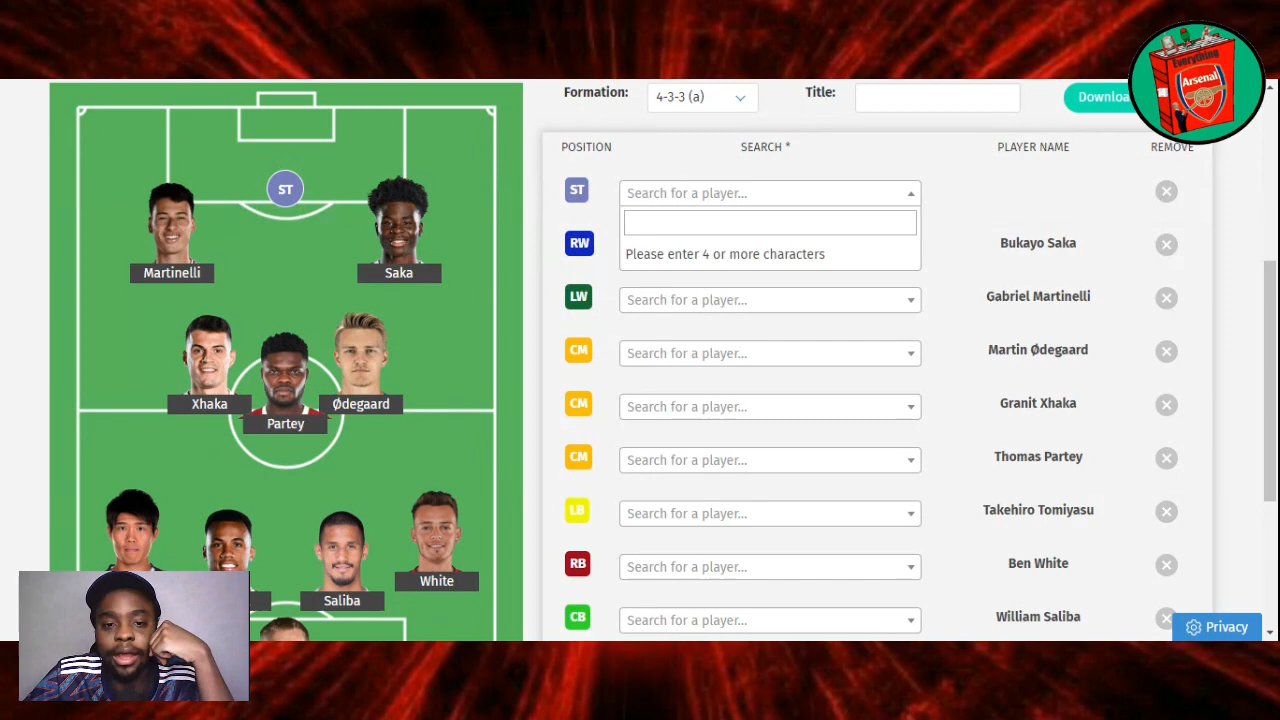 Everything
Arsenal
Formation:
4-3-3 (a)
Title:
POSITION
SEARCH *
PLAYER NAME
REMOVE
ST
Search for a player...
Please enter 4 or more characters
RW
Bukayo Saka
LW
Search for a player...
Gabriel Martinelli
CM
Search for a player...
Martin Ødegaard
CM
Search for a player...
Granit Xhaka
CM
Search for a player...
Thomas Partey
LB
Search for a player...
Takehiro Tomiyasu
RB
Search for a player...
Ben White
CB
Search for a player...
William Saliba
Privacy
ST
Martinelli
Saka
Xhaka
Ødegaard
Partey
White
Saliba